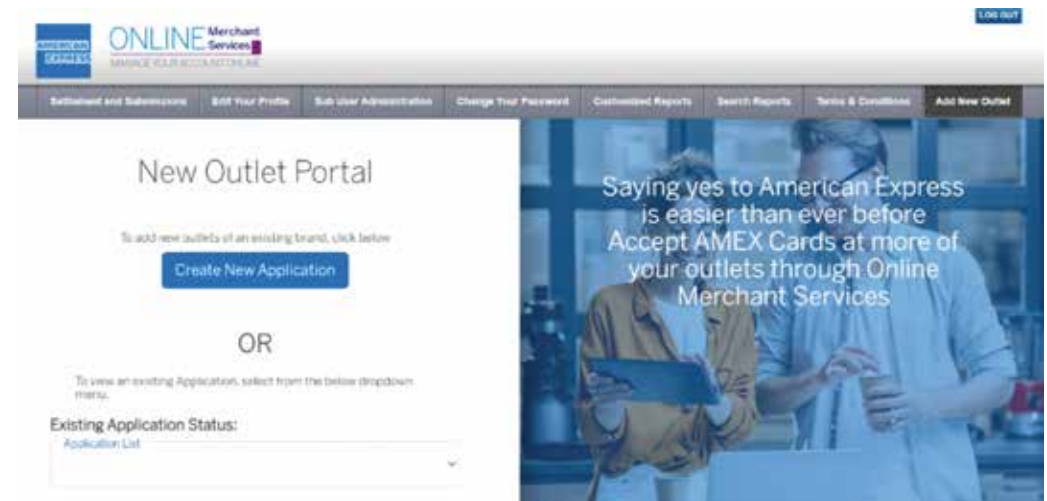 LOG OUT
AMERICAN
EXPRESS
ONLINE Merchant
Services
MANAGE YOUR ACCOUNT ONLINE
Settlement and Submissions Edit Your Profile Sub User Administration Change Your Password Customised Reports Search Reports Terms & Conditions Add New Outlet
New Outlet Portal
To add new outlets of an existing brand, click below
Create New Application
OR
To view an existing Application, select from the below dropdown
menu.
Existing Application Status:
Application List
Saying yes to American Express
is easier than ever before
Accept AMEX Cards at more of
your outlets through Online
Merchant Services